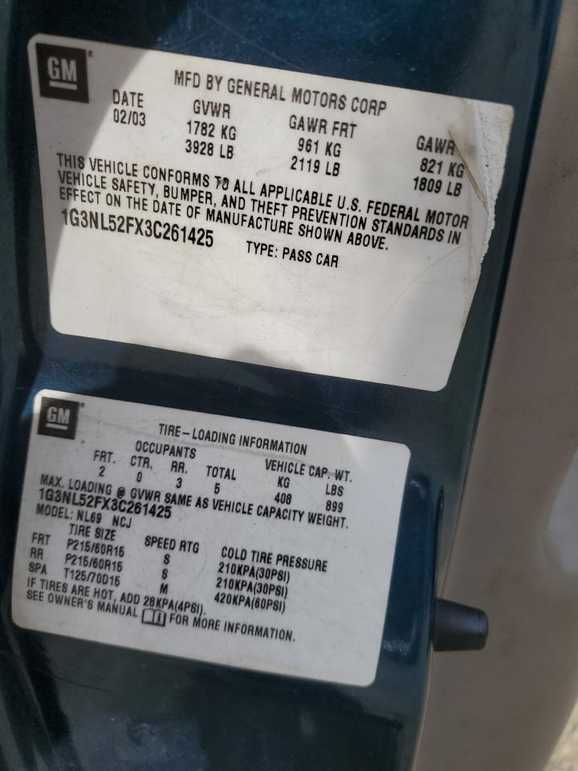 GM
MFD BY GENERAL MOTORS CORP
DATE GVWR GAWR FRT GAWR
02/03 1782 KG 961 KG 821 KG
3928 LB 2119 LB 1809 LB
THIS VEHICLE CONFORMS TO ALL APPLICABLE U.S. FEDERAL MOTOR
VEHICLE SAFETY, BUMPER, AND THEFT PREVENTION STANDARDS IN
EFFECT ON THE DATE OF MANUFACTURE SHOWN ABOVE.
1G3NL52FX3C261425 TYPE: PASS CAR
GM
TIRE-LOADING INFORMATION
OCCUPANTS VEHICLE CAP. WT.
FRT. CTR. RR. TOTAL KG LBS
2 0 3 5 408 899
MAX. LOADING @ GVWR SAME AS VEHICLE CAPACITY WEIGHT.
1G3NL52FX3C261425
MODEL: NL69 NCJ
TIRE SIZE SPEED RTG COLD TIRE PRESSURE
FRT P215/60R15 S 210KPA(30PSI)
RR P215/60R15 S 210KPA(30PSI)
SPA T125/70D15 M 420KPA(60PSI)
IF TIRES ARE HOT, ADD 28KPA(4PSI).
SEE OWNER'S MANUAL FOR MORE INFORMATION.